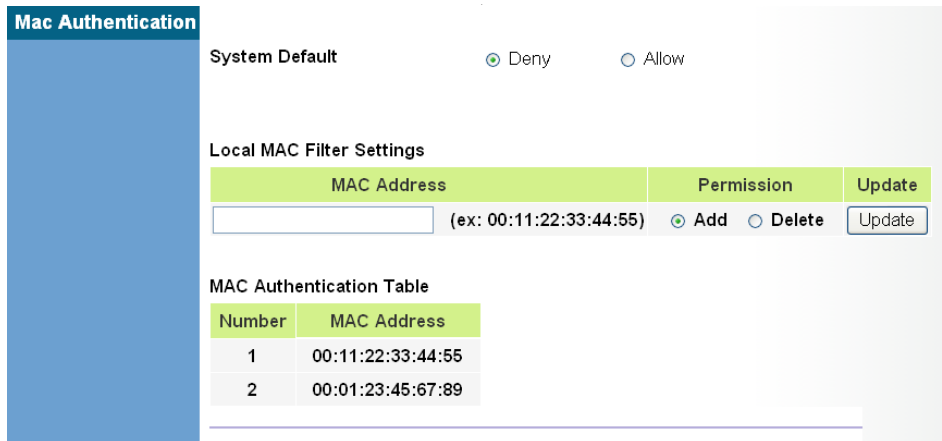 Mac Authentication
System Default Deny Allow
Local MAC Filter Settings
MAC Address Permission Update
(ex: 00:11:22:33:44:55) Add Delete Update
MAC Authentication Table
Number MAC Address
1 00:11:22:33:44:55
2 00:01:23:45:67:89